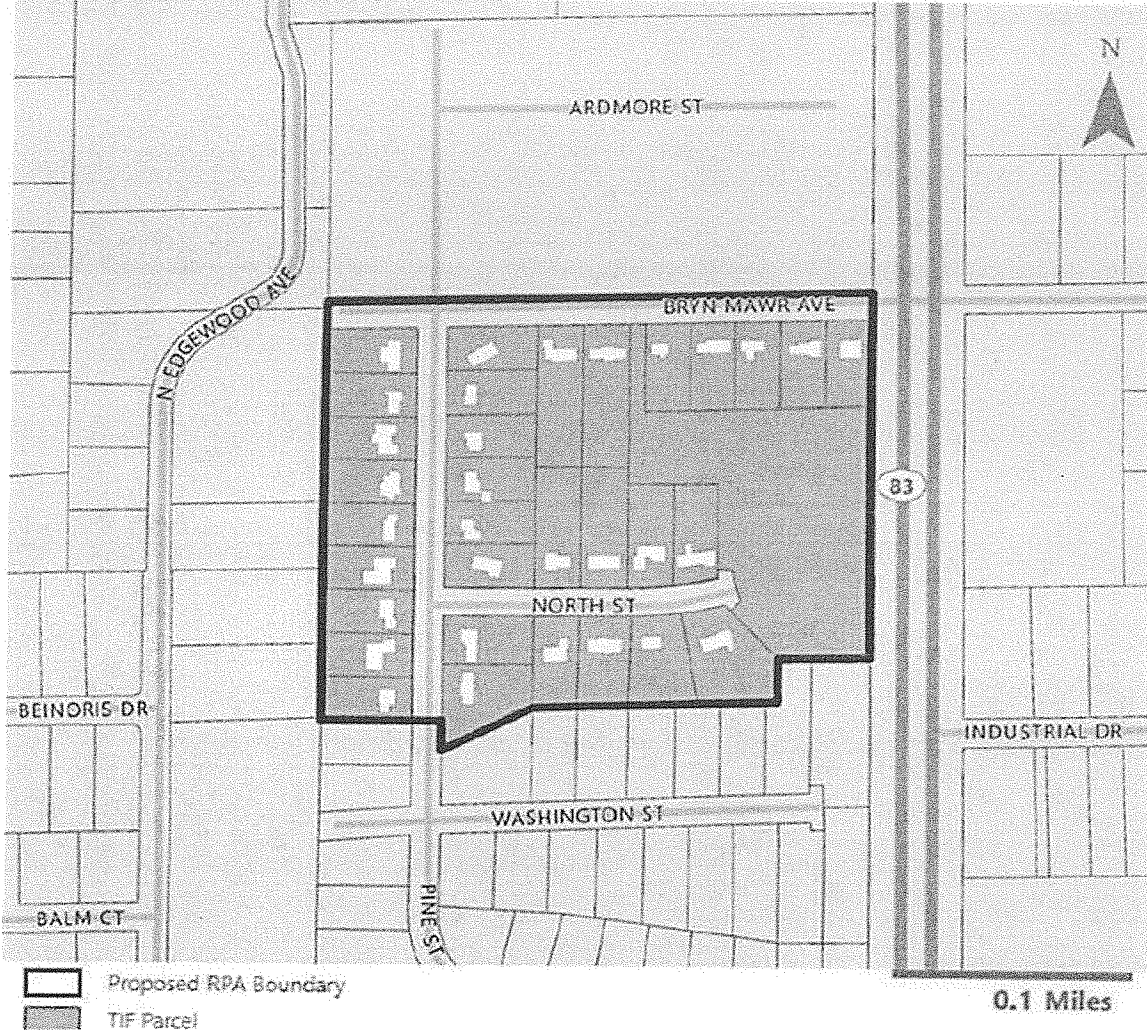 N
ARDMORE ST
N EDGEWOOD AVE
BRYN MAWR AVE
83
NORTH ST
BEINORIS DR
INDUSTRIAL DR
WASHINGTON ST
PINE ST
BALM CT
Proposed RPA Boundary
0.1 Miles
TIF Parcel